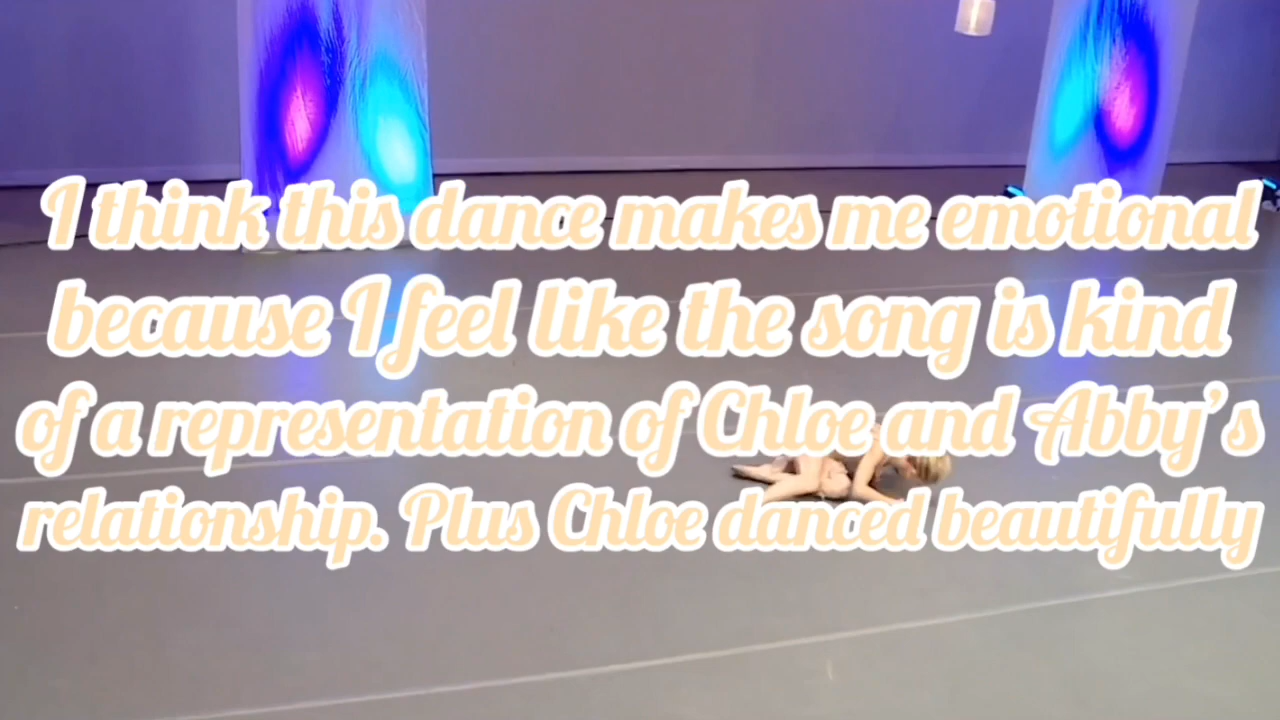 I think this dance makes me emotional
because I feel like the song is kind
of a representation of Chloe and Abby's
relationship. Plus Chloe danced beautifully